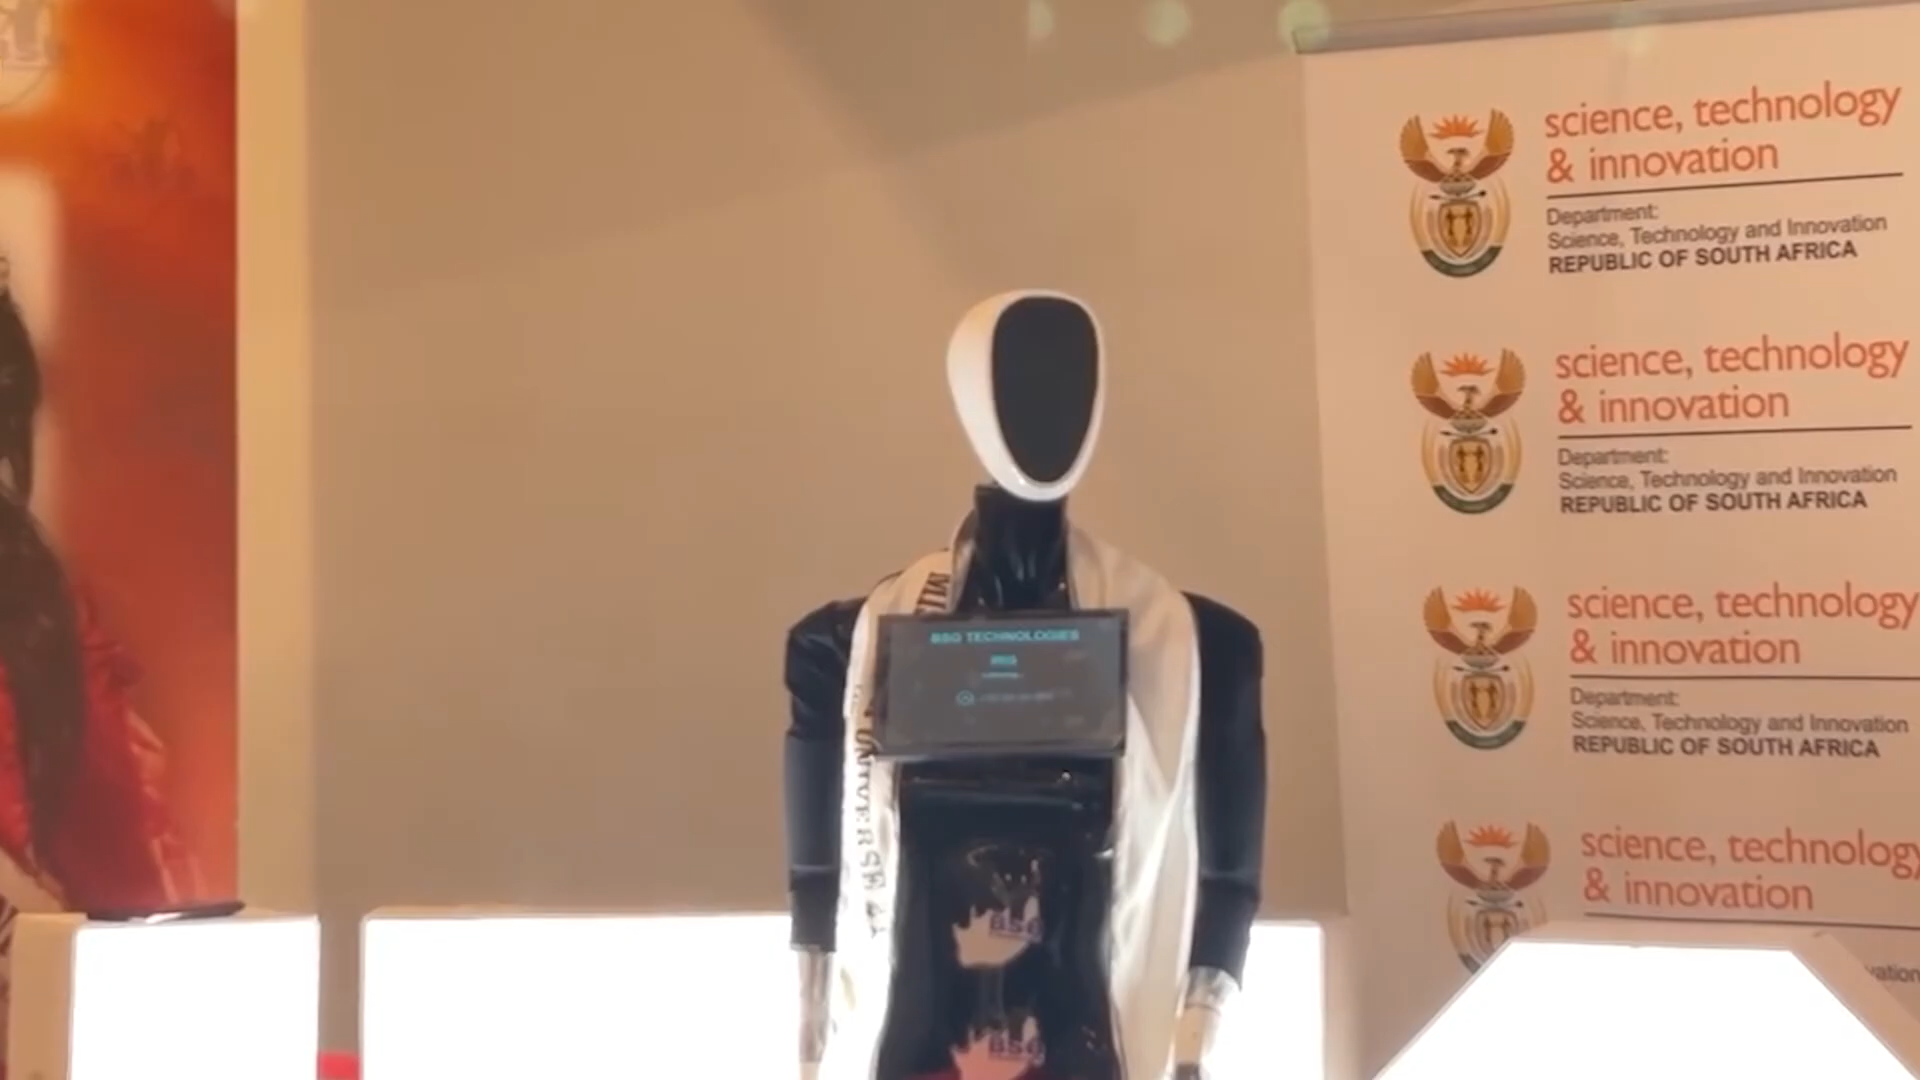 science, technology
& innovation
Department:
Science, Technology and Innovation
REPUBLIC OF SOUTH AFRICA
science, technology
& innovation
Department:
Science, Technology and Innovation
REPUBLIC OF SOUTH AFRICA
science, technology
& innovation
Department:
Science, Technology and Innovation
REPUBLIC OF SOUTH AFRICA
science, technology
& innovation
BSG TECHNOLOGIES
UNIVERSE
BSG
BSG